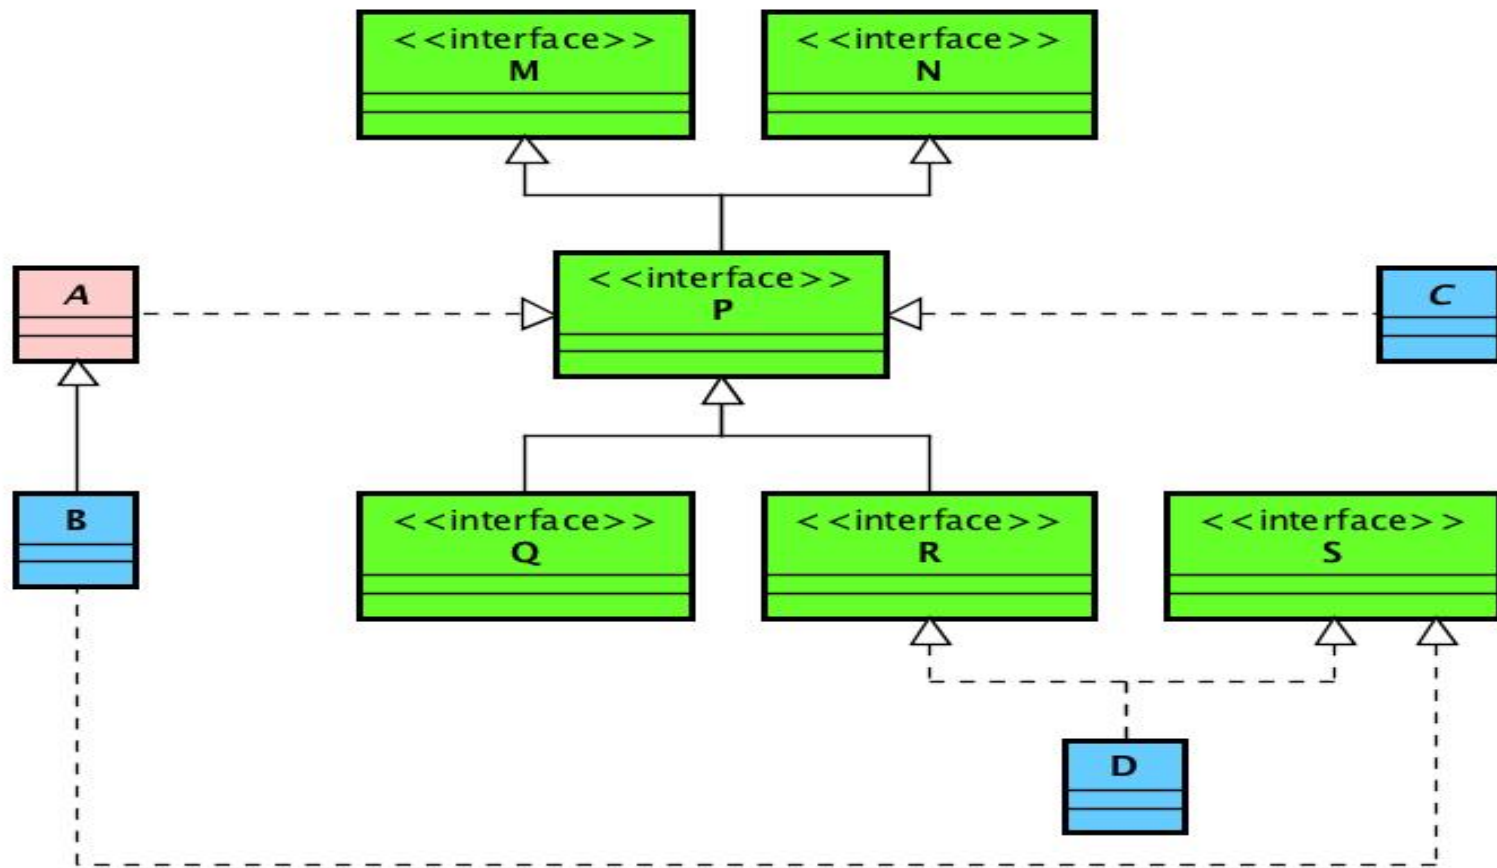 <<interface>>
M
<<interface>>
N
A
<<interface>>
P
C
B
<<interface>>
Q
<<interface>>
R
<<interface>>
S
D